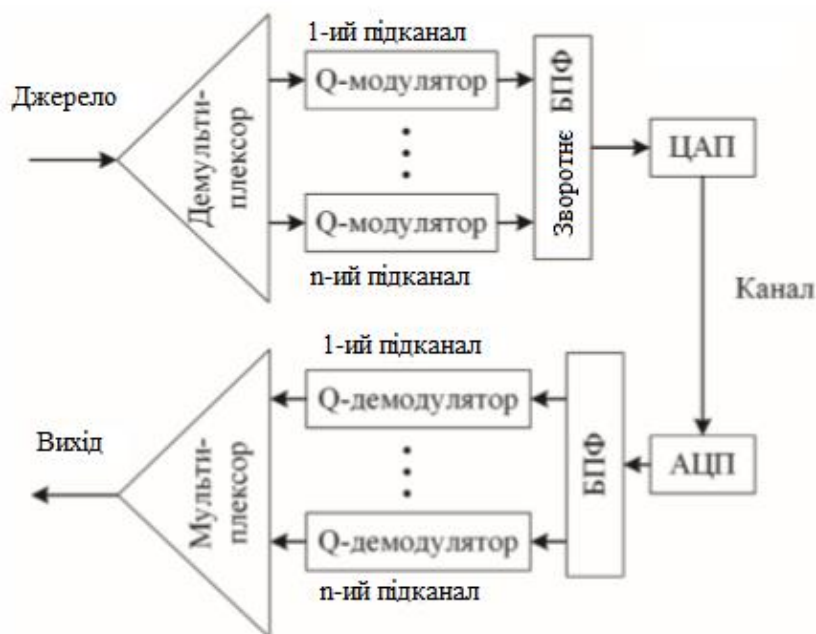 1-ий підканал
Джерело
Демульти-
плексор
Q-модулятор
Q-модулятор
n-ий підканал
Зворотнє БПФ
ЦАП
Канал
1-ий підканал
Вихід
Мульти-
плексор
Q-демодулятор
Q-демодулятор
n-ий підканал
БПФ
АЦП